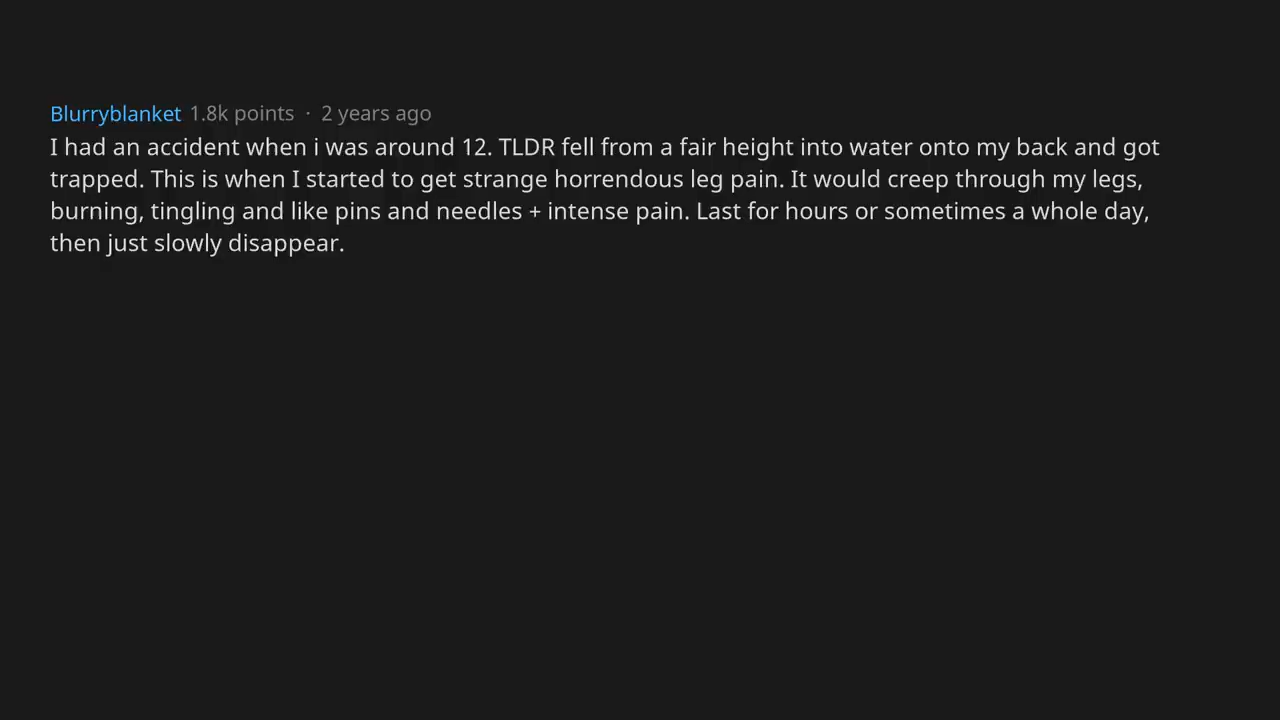 Blurryblanket 1.8k points · 2 years ago
I had an accident when i was around 12. TLDR fell from a fair height into water onto my back and got
trapped. This is when I started to get strange horrendous leg pain. It would creep through my legs,
burning, tingling and like pins and needles + intense pain. Last for hours or sometimes a whole day,
then just slowly disappear.